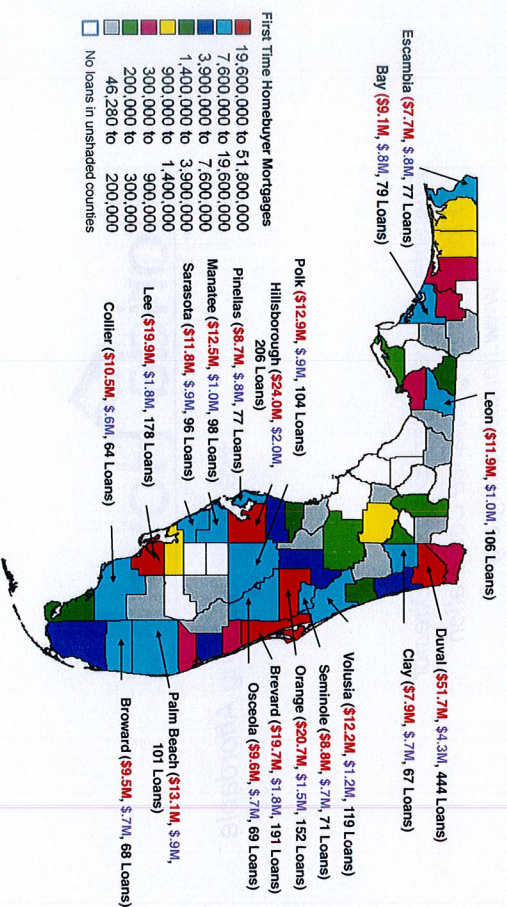 Escambia ($7.7M, $.8M, 77 Loans)
Bay ($9.1M, $.8M, 79 Loans)
Leon ($11.9M, $1.0M, 106 Loans)
Duval ($51.7M, $4.3M, 444 Loans)
Clay ($7.9M, $.7M, 67 Loans)
Volusia ($12.2M, $1.2M, 119 Loans)
Seminole ($8.8M, $.7M, 71 Loans)
Orange ($20.7M, $1.5M, 152 Loans)
Brevard ($19.7M, $1.8M, 191 Loans)
Osceola ($9.6M, $.7M, 69 Loans)
Palm Beach ($13.1M, $.9M,
101 Loans)
Broward ($9.5M, $.7M, 68 Loans)
Polk ($12.9M, $.9M, 104 Loans)
Hillsborough ($24.0M, $2.0M,
206 Loans)
Pinellas ($8.7M, $.8M, 77 Loans)
Manatee ($12.5M, $1.0M, 98 Loans)
Sarasota ($11.8M, $.9M, 96 Loans)
Lee ($19.9M, $1.8M, 178 Loans)
Collier ($10.5M, $.6M, 64 Loans)
First Time Homebuyer Mortgages
19,600,000 to 51,800,000
7,600,000 to 19,600,000
3,900,000 to 7,600,000
1,400,000 to 3,900,000
900,000 to 1,400,000
300,000 to 900,000
200,000 to 300,000
46,280 to 200,000
No loans in unshaded counties